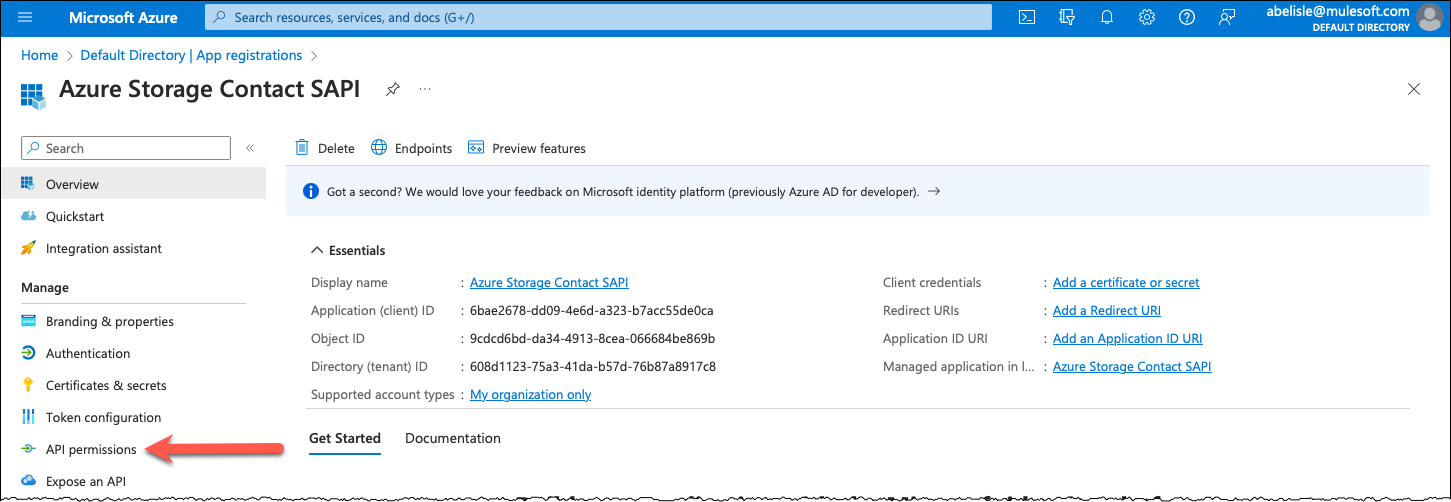 Microsoft Azure
Search resources, services, and docs (G+/)
abelisle@mulesoft.com
DEFAULT DIRECTORY
Home > Default Directory | App registrations >
Azure Storage Contact SAPI
...
Search
«
Overview
Quickstart
Integration assistant
Manage
Branding & properties
Authentication
Certificates & secrets
Token configuration
API permissions
Expose an API
Delete Endpoints Preview features
Got a second? We would love your feedback on Microsoft identity platform (previously Azure AD for developer). →
Essentials
Display name : Azure Storage Contact SAPI
Application (client) ID : 6bae2678-dd09-4e6d-a323-b7acc55de0ca
Object ID : 9cdcd6bd-da34-4913-8cea-066684be869b
Directory (tenant) ID : 608d1123-75a3-41da-b57d-76b87a8917c8
Supported account types : My organization only
Client credentials : Add a certificate or secret
Redirect URIs : Add a Redirect URI
Application ID URI : Add an Application ID URI
Managed application in l... : Azure Storage Contact SAPI
Get Started Documentation